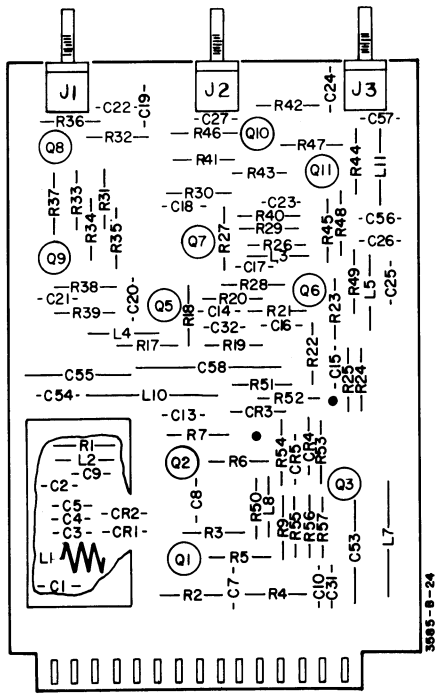 J1 J2 J3
C22 C19 R42 C24
R36 C27 C57
R32 R46 Q10
Q8 R47 R44
R41 Q11 L11
R43
R37 R33 R31 R30 C23
C18 R40 C56
R34 R29 R45 R48
R35 Q7 R27 R26 C26
Q9 L3
C17
R38 R28 Q6 R49 L5 C25
C21 C20 Q5 R18 R20 R23
R39 C14 R21
L4 C32 C16
R17 R19 R22
C58 C15 R25 R24
C55 R51
C54 L10 R52
C13 CR3
R7 R54 CR5 CR4 R53
R1
L2 Q2 R6
C9 Q3
C2 C8 R50 L8
C5 CR2
C4 R9 R55 R56 R57
C3 CR1 R3 C53 L7
L1 Q1 R5
C1 R2 C7 R4 C10 C31
3585-B-24